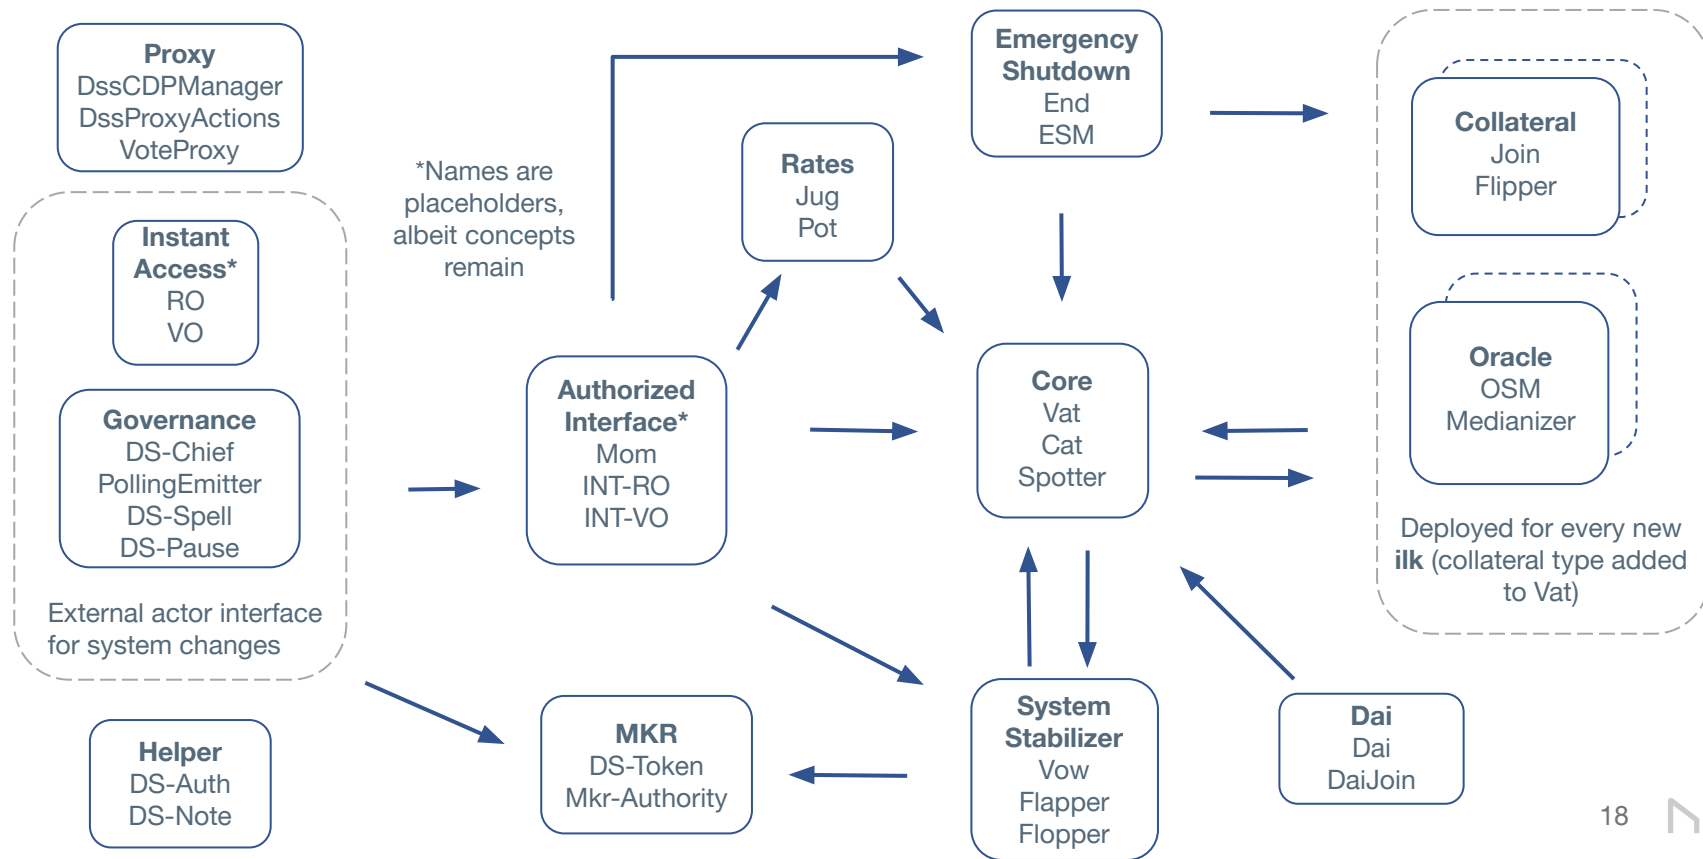 Proxy
DssCDPManager
DssProxyActions
VoteProxy
Instant
Access*
RO
VO
Governance
DS-Chief
PollingEmitter
DS-Spell
DS-Pause
External actor interface
for system changes
Helper
DS-Auth
DS-Note
*Names are
placeholders,
albeit concepts
remain
Authorized
Interface*
Mom
INT-RO
INT-VO
MKR
DS-Token
Mkr-Authority
Rates
Jug
Pot
Emergency
Shutdown
End
ESM
Core
Vat
Cat
Spotter
System
Stabilizer
Vow
Flapper
Flopper
Dai
Dai
DaiJoin
Collateral
Join
Flipper
Oracle
OSM
Medianizer
Deployed for every new
ilk (collateral type added
to Vat)
18